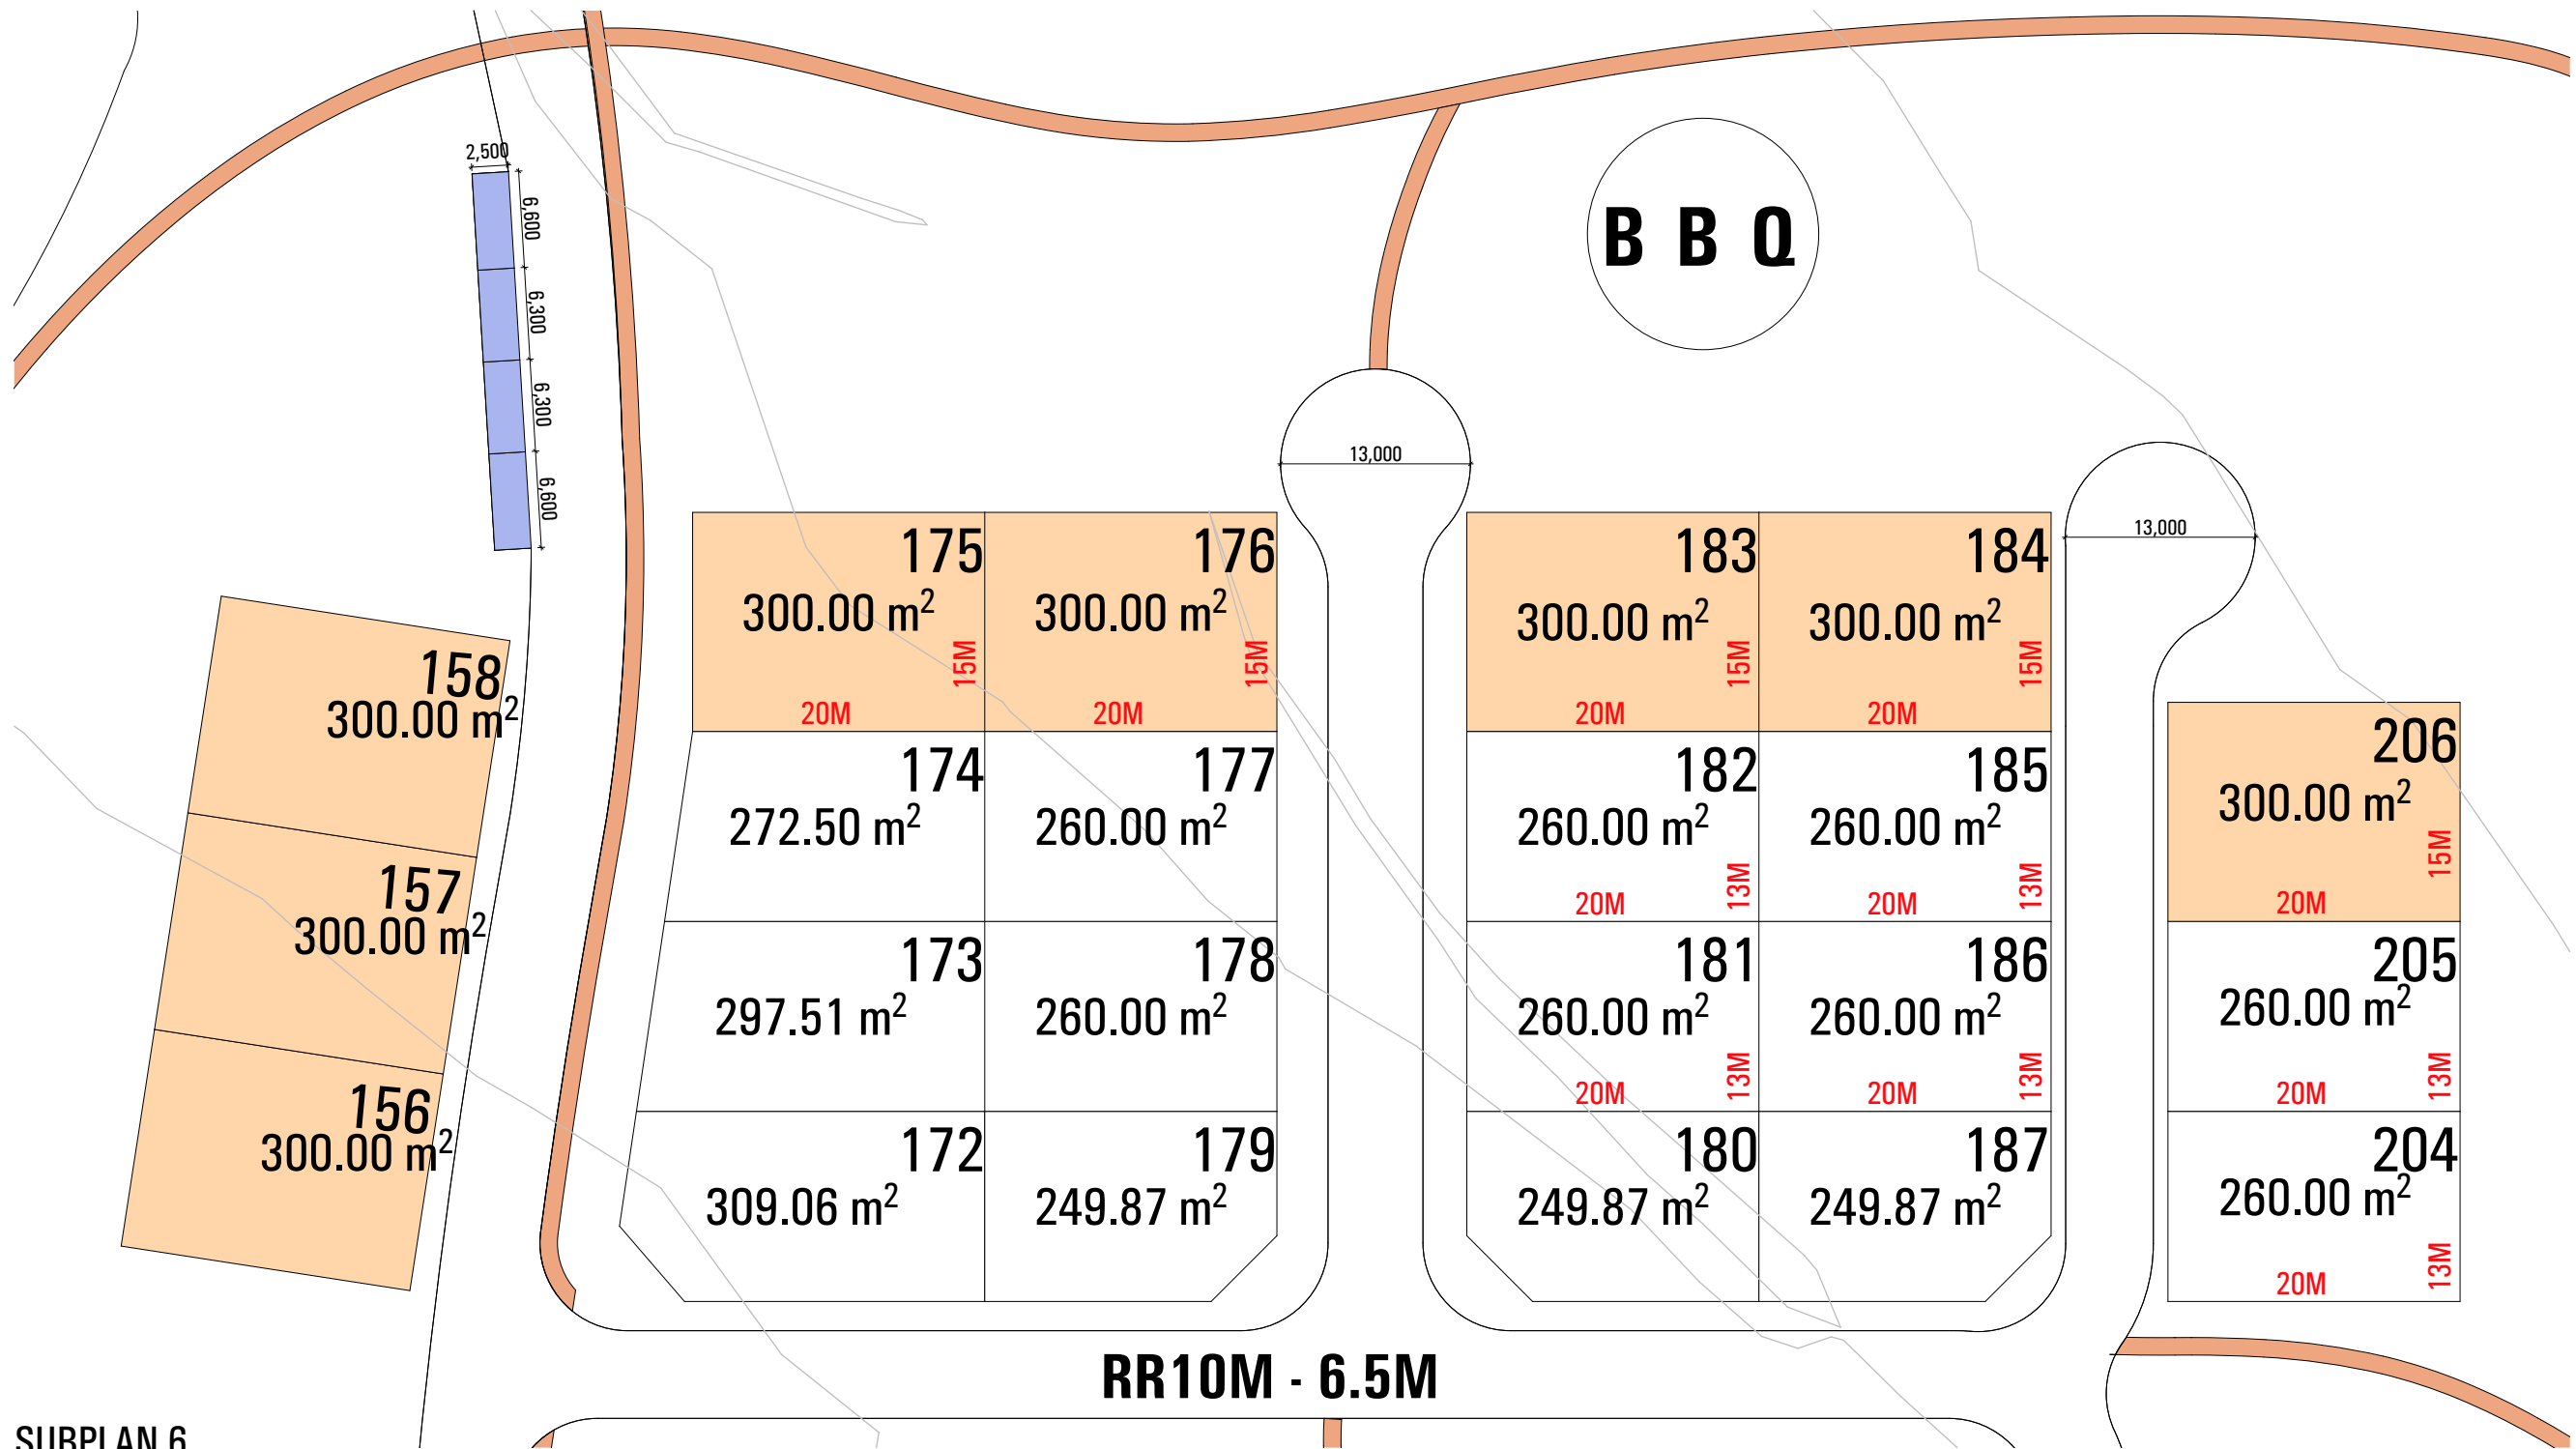 2,500
6,600
6,300
6,300
6,600
B B Q
13,000
13,000
158
300.00 m²
157
300.00 m²
156
300.00 m²
175
300.00 m²
15M
20M
176
300.00 m²
15M
20M
174
272.50 m²
177
260.00 m²
173
297.51 m²
178
260.00 m²
172
309.06 m²
179
249.87 m²
183
300.00 m²
15M
20M
184
300.00 m²
15M
20M
182
260.00 m²
13M
20M
185
260.00 m²
13M
20M
181
260.00 m²
13M
20M
186
260.00 m²
13M
20M
180
249.87 m²
187
249.87 m²
206
300.00 m²
15M
20M
205
260.00 m²
13M
20M
204
260.00 m²
13M
20M
RR10M - 6.5M
SUBPLAN 6